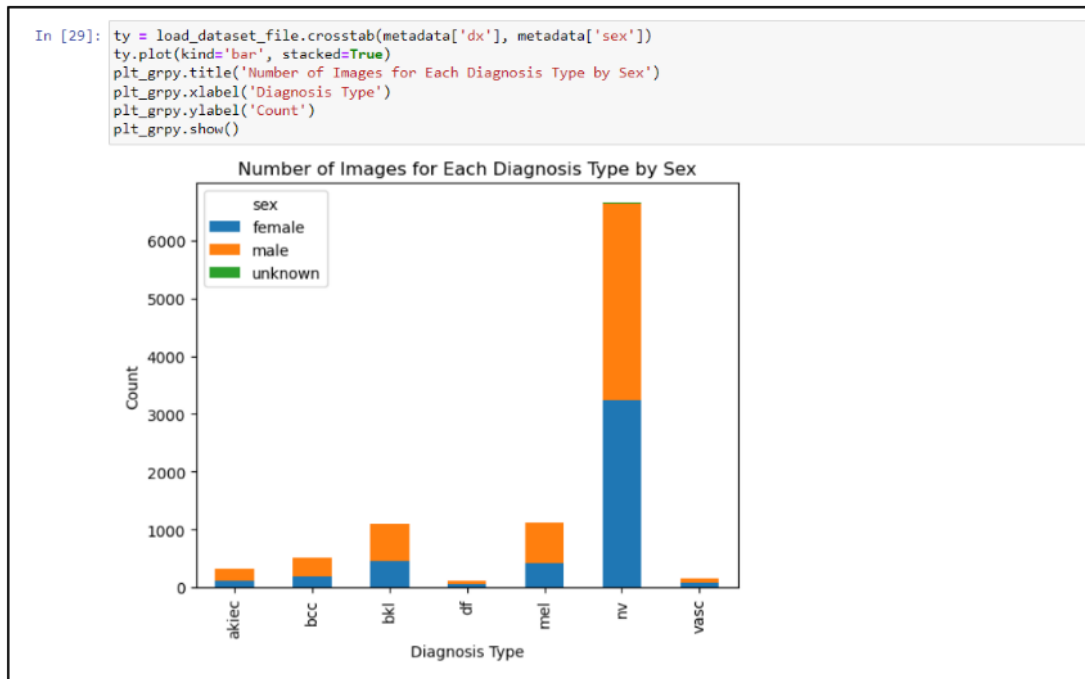 In [29]: ty = load_dataset_file.crosstab(metadata['dx'], metadata['sex'])
ty.plot(kind='bar', stacked=True)
plt_grpy.title('Number of Images for Each Diagnosis Type by Sex')
plt_grpy.xlabel('Diagnosis Type')
plt_grpy.ylabel('Count')
plt_grpy.show()
Number of Images for Each Diagnosis Type by Sex
sex
female
male
unknown
6000
5000
4000
3000
2000
1000
0
Count
akiec
bcc
bkl
df
mel
nv
vasc
Diagnosis Type